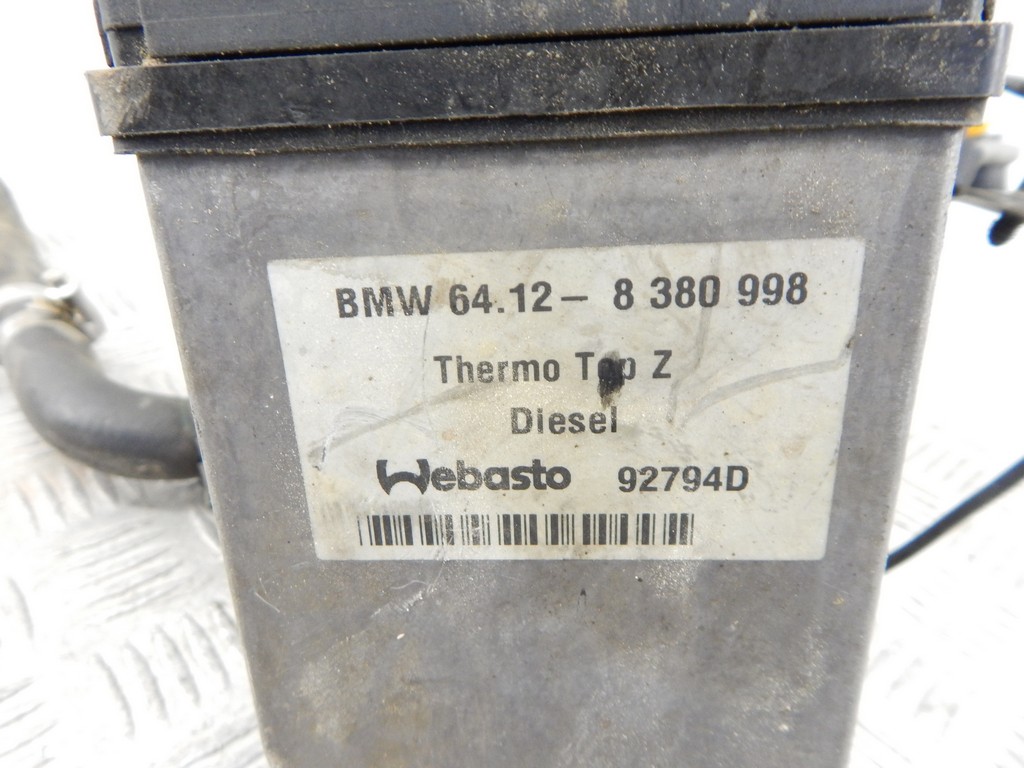 BMW 64.12 – 8 380 998
Thermo Top Z
Diesel
Webasto 92794D